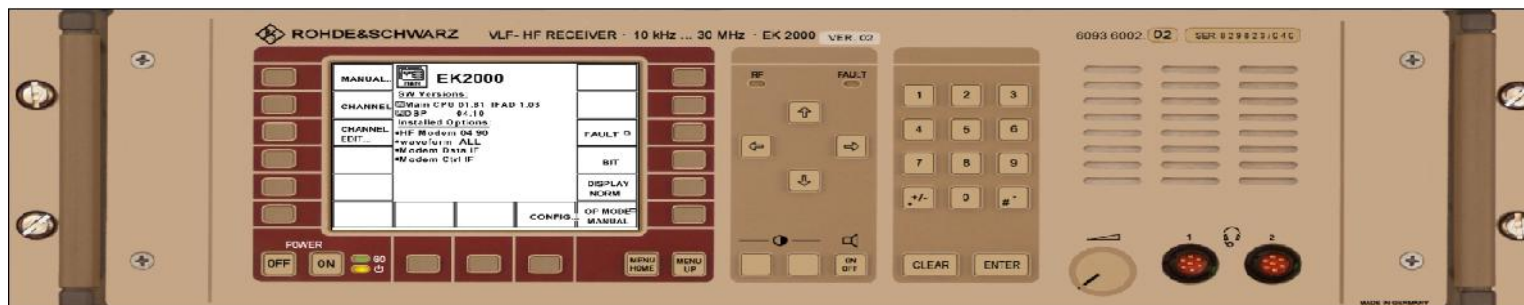 ROHDE&SCHWARZ VLF-HF RECEIVER · 10 kHz ... 30 MHz · EK 2000 VER. 02
6093 6002. 02
MANUAL..
CHANNEL
CHANNEL EDIT...
EK2000
SW Versions:
Main CPU 01.81 IFAD 1.03
DSP 04.10
Installed Options:
•HF Modem 04.90
•waveform ALL
•Modem Data IF
•Modem Ctrl IF
FAULT
BIT
DISPLAY
NORM
CONFIG..
OP MODE
MANUAL
POWER
OFF
ON
GO
MENU
HOME
MENU
UP
RF
FAULT
ON
OFF
1 2 3
4 5 6
7 8 9
+/- 0 #
CLEAR
ENTER
1 2
MADE IN GERMANY